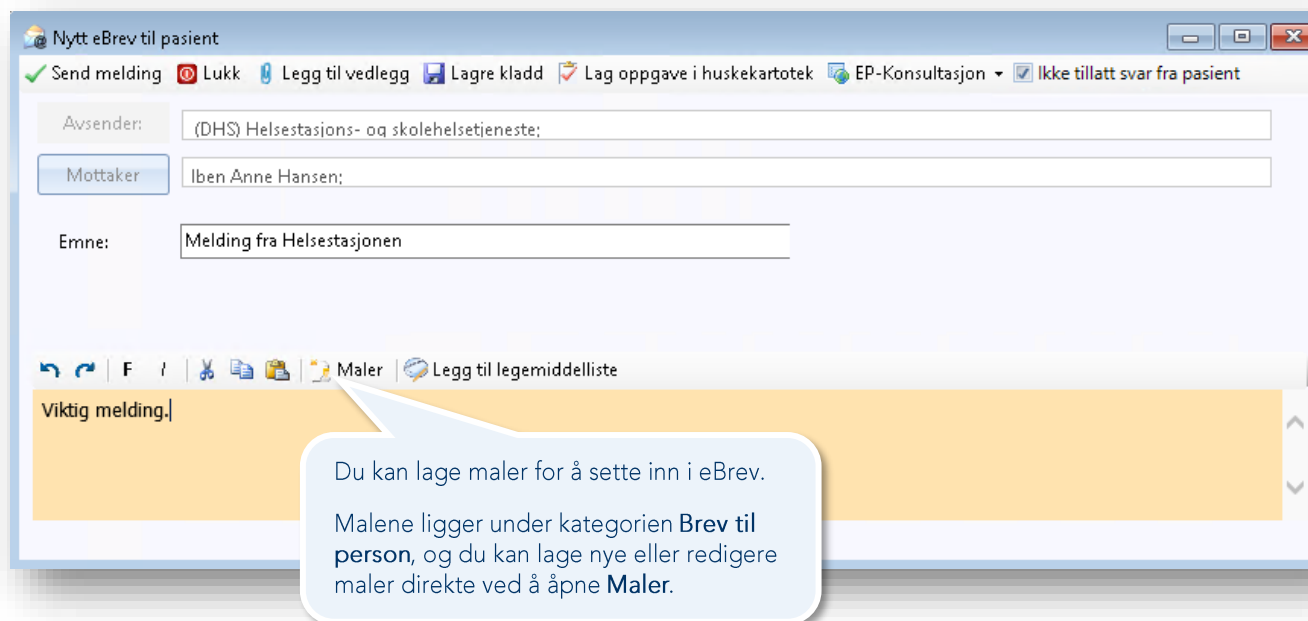 Nytt eBrev til pasient
Send melding Lukk Legg til vedlegg Lagre kladd Lag oppgave i huskekartotek EP-Konsultasjon Ikke tillatt svar fra pasient
Avsender: (DHS) Helsestasjons- og skolehelsetjeneste;
Mottaker Iben Anne Hansen;
Emne: Melding fra Helsestasjonen
F I Maler Legg til legemiddelliste
Viktig melding.
Du kan lage maler for å sette inn i eBrev.
Malene ligger under kategorien Brev til
person, og du kan lage nye eller redigere
maler direkte ved å åpne Maler.